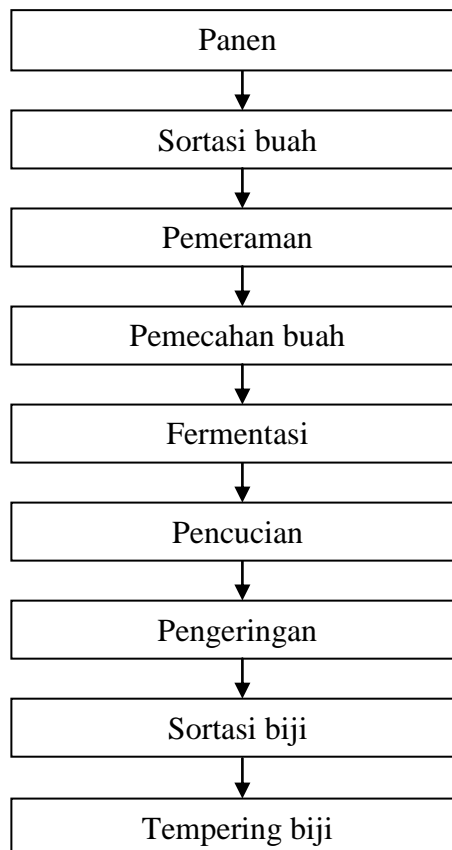 Panen
Sortasi buah
Pemeraman
Pemecahan buah
Fermentasi
Pencucian
Pengeringan
Sortasi biji
Tempering biji